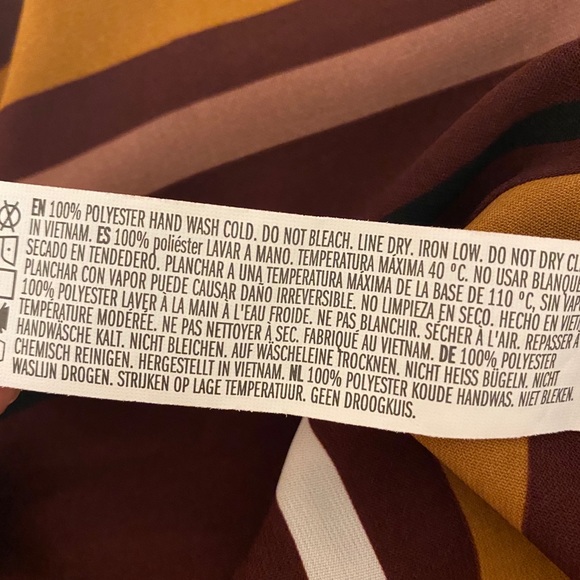 EN 100% POLYESTER HAND WASH COLD. DO NOT BLEACH. LINE DRY. IRON LOW. DO NOT DRY CLE
IN VIETNAM. ES 100% poliéster LAVAR A MANO. TEMPERATURA MÁXIMA 40 ºC. NO USAR BLANQU
SECADO EN TENDEDERO. PLANCHAR A UNA TEMPERATURA MÁXIMA DE LA BASE DE 110 ºC, SIN VAP
PLANCHAR CON VAPOR PUEDE CAUSAR DAÑO IRREVERSIBLE. NO LIMPIEZA EN SECO. HECHO EN VIET
100% POLYESTER LAVER À LA MAIN À L'EAU FROIDE. NE PAS BLANCHIR. SÉCHER À L'AIR. REPASSER À
TEMPÉRATURE MODÉRÉE. NE PAS NETTOYER À SEC. FABRIQUÉ AU VIETNAM. DE 100% POLYESTER
HANDWÄSCHE KALT. NICHT BLEICHEN. AUF WÄSCHELEINE TROCKNEN. NICHT HEISS BÜGELN. NICHT
CHEMISCH REINIGEN. HERGESTELLT IN VIETNAM. NL 100% POLYESTER KOUDE HANDWAS. NIET BLEKEN.
WASLIJN DROGEN. STRIJKEN OP LAGE TEMPERATUUR. GEEN DROOGKUIS.